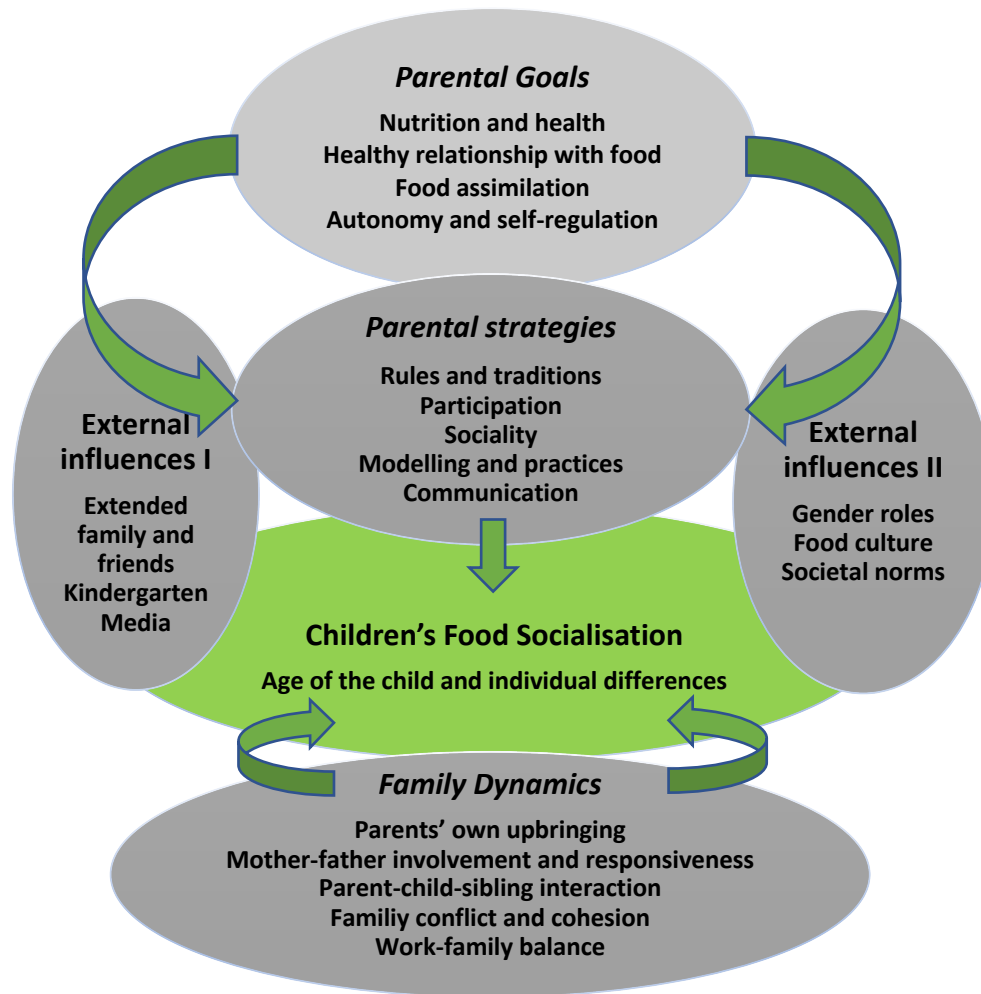 Parental Goals
Nutrition and health
Healthy relationship with food
Food assimilation
Autonomy and self-regulation
Parental strategies
Rules and traditions
Participation
Sociality
Modelling and practices
Communication
External
influences I
Extended
family and
friends
Kindergarten
Media
External
influences II
Gender roles
Food culture
Societal norms
Children’s Food Socialisation
Age of the child and individual differences
Family Dynamics
Parents’ own upbringing
Mother-father involvement and responsiveness
Parent-child-sibling interaction
Familiy conflict and cohesion
Work-family balance